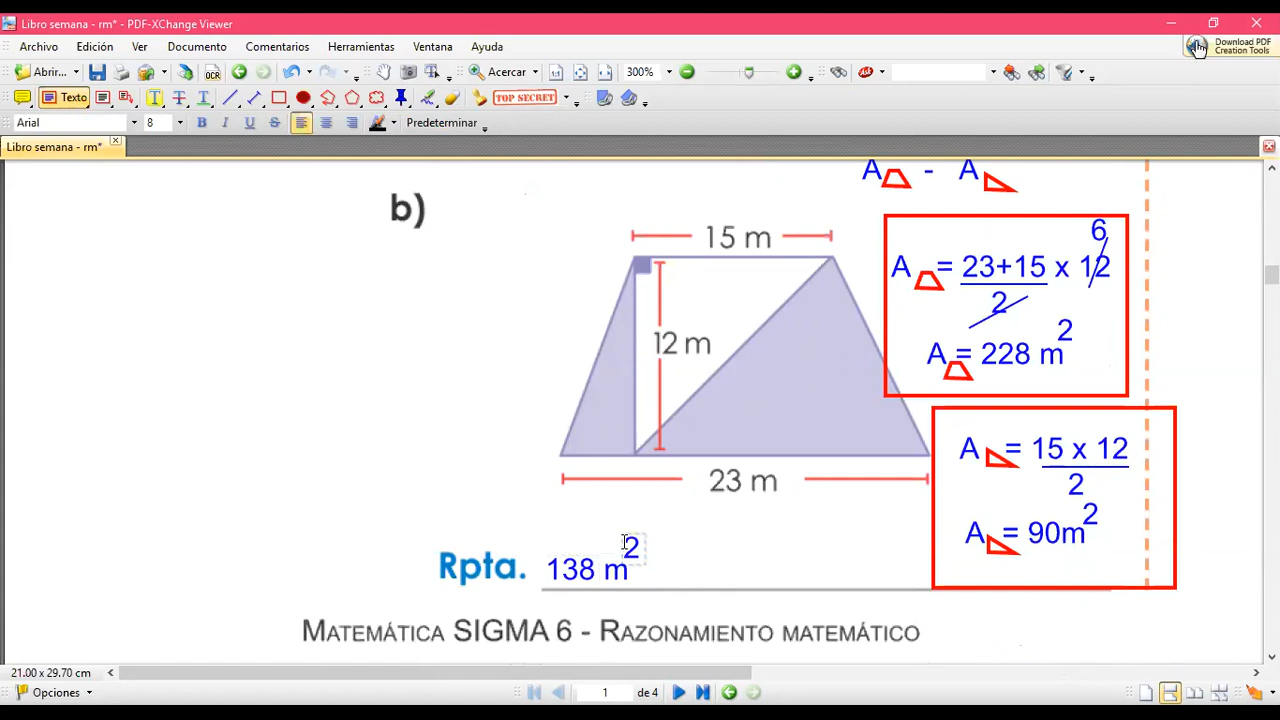 Libro semana - rm* - PDF-XChange Viewer
Archivo Edición Ver Documento Comentarios Herramientas Ventana Ayuda
Download PDF
Creation Tools
Abrir... OCR Acercar 300%
Texto TOP SECRET
Arial 8 B I U S Predeterminar
Libro semana - rm*
A - A
b)
15 m
6
A = 23+15 x 12
2
A = 228 m2
12 m
23 m
A = 15 x 12
2
A = 90m2
Rpta. 138 m2
MATEMÁTICA SIGMA 6 - RAZONAMIENTO MATEMÁTICO
21.00 x 29.70 cm
Opciones 1 de 4